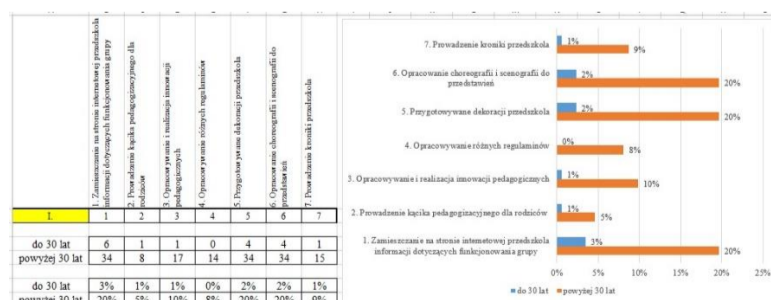 1. Zamieszczanie na stronie internetowej przedszkola
informacji dotyczących funkcjonowania grupy
2. Prowadzenie kącika pedagogizacyjnego dla
rodziców
3. Opracowywanie i realizacja innowacji
pedagogicznych
4. Opracowywanie różnych regulaminów
5. Przygotowywane dekoracji przedszkola
6. Opracowanie choreografii i scenografii do
przedstawień
7. Prowadzenie kroniki przedszkola
I. 1 2 3 4 5 6 7
do 30 lat 6 1 1 0 4 4 1
powyżej 30 lat 34 8 17 14 34 34 15
do 30 lat 3% 1% 1% 0% 2% 2% 1%
powyżej 30 lat 20% 5% 10% 8% 20% 20% 9%
7. Prowadzenie kroniki przedszkola
1%
9%
6. Opracowanie choreografii i scenografii do
przedstawień
2%
20%
5. Przygotowywane dekoracji przedszkola
2%
20%
4. Opracowywanie różnych regulaminów
0%
8%
3. Opracowywanie i realizacja innowacji pedagogicznych
1%
10%
2. Prowadzenie kącika pedagogizacyjnego dla rodziców
1%
5%
1. Zamieszczanie na stronie internetowej przedszkola
informacji dotyczących funkcjonowania grupy
3%
20%
0% 5% 10% 15% 20% 25%
do 30 lat powyżej 30 lat